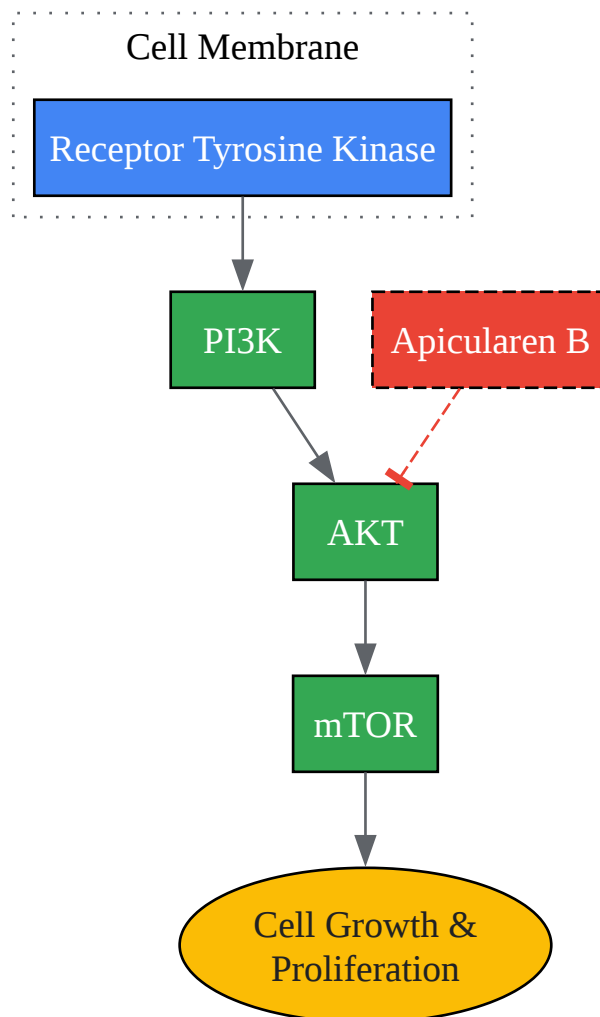 Cell Membrane
Receptor Tyrosine Kinase
PI3K
Apicularen B
AKT
mTOR
Cell Growth &
Proliferation